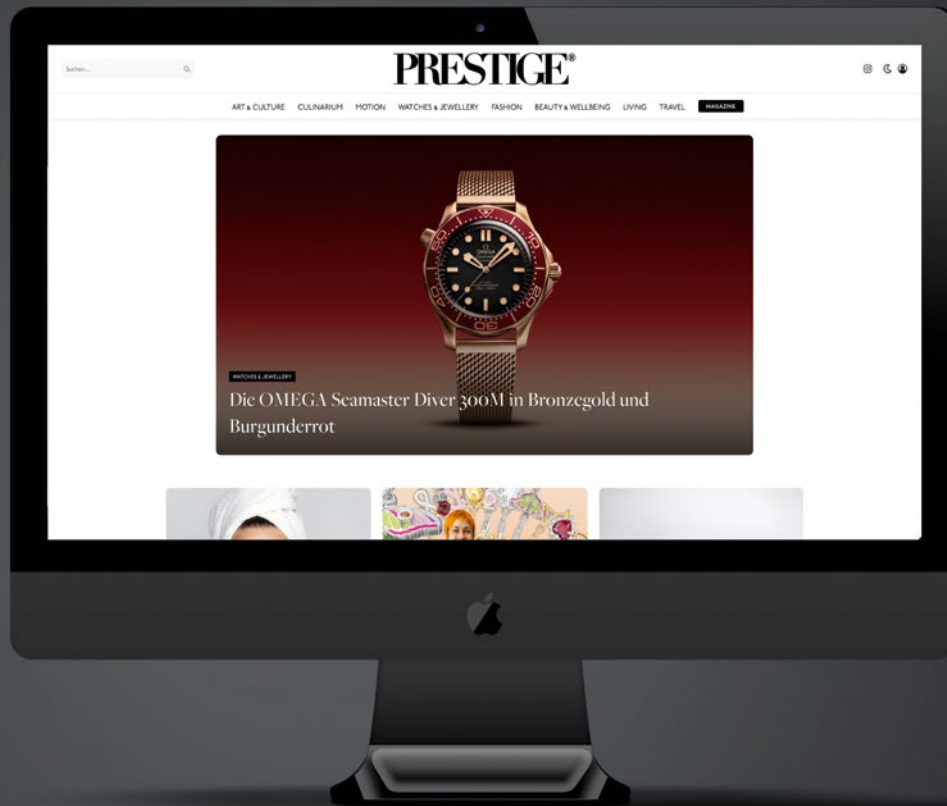 Suchen...
PRESTIGE®
ART & CULTURE CULINARIUM MOTION WATCHES & JEWELLERY FASHION BEAUTY & WELLBEING LIVING TRAVEL MAGAZINE
OMEGA
WATCHES & JEWELLERY
Die OMEGA Seamaster Diver 300M in Bronzegold und
Burgunderrot